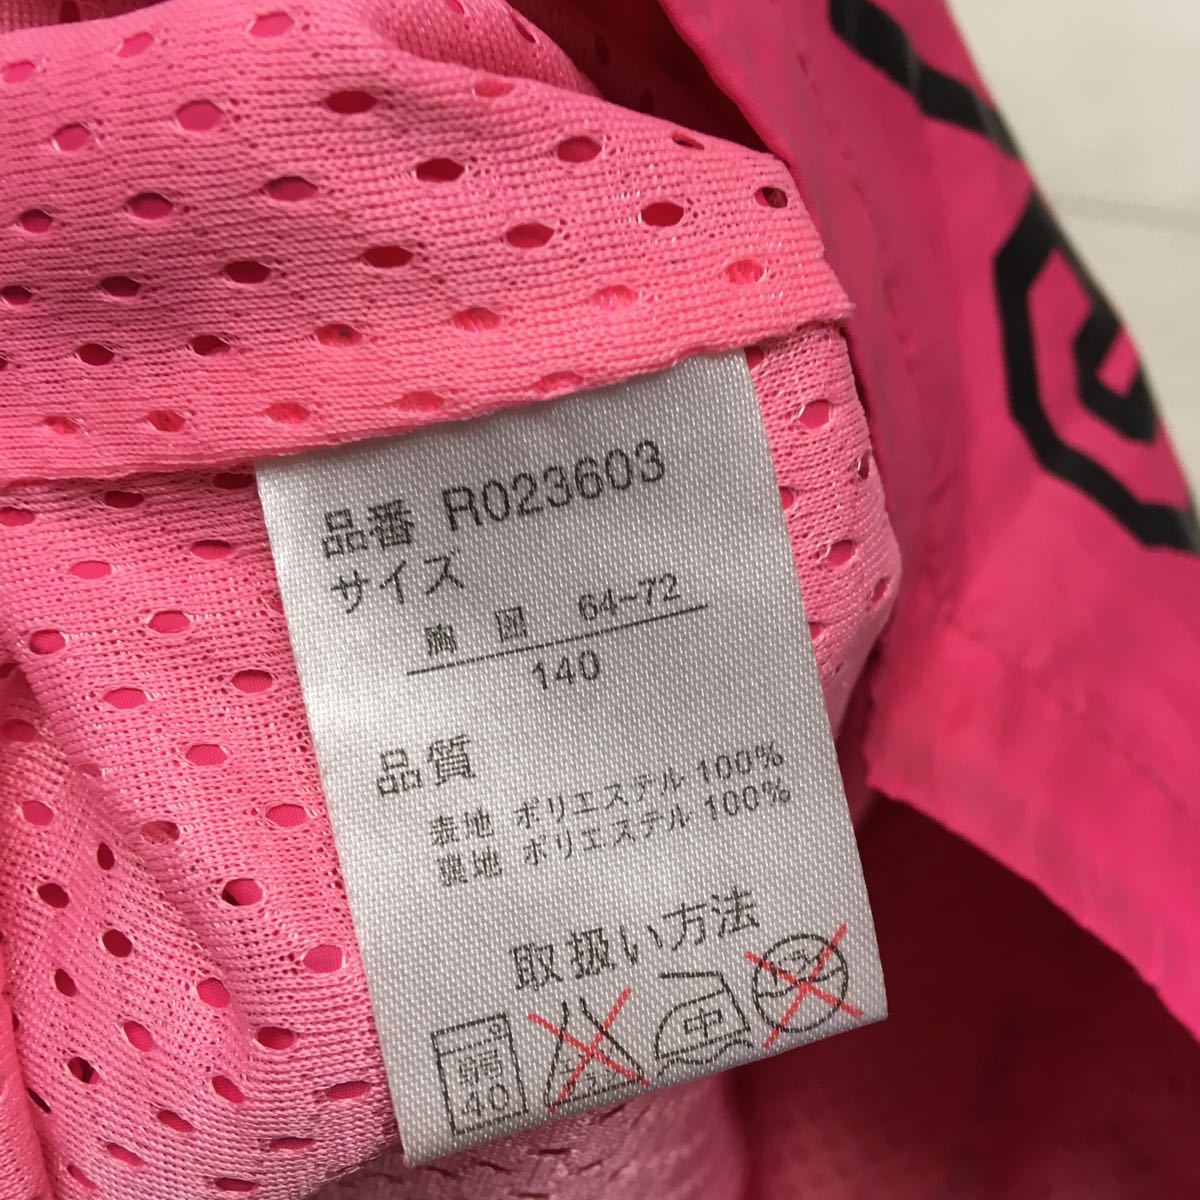 品番 R023603
サイズ
胸 囲 64~72
140
品質
表地 ポリエステル 100%
裏地 ポリエステル 100%
取扱い方法
弱
40
中